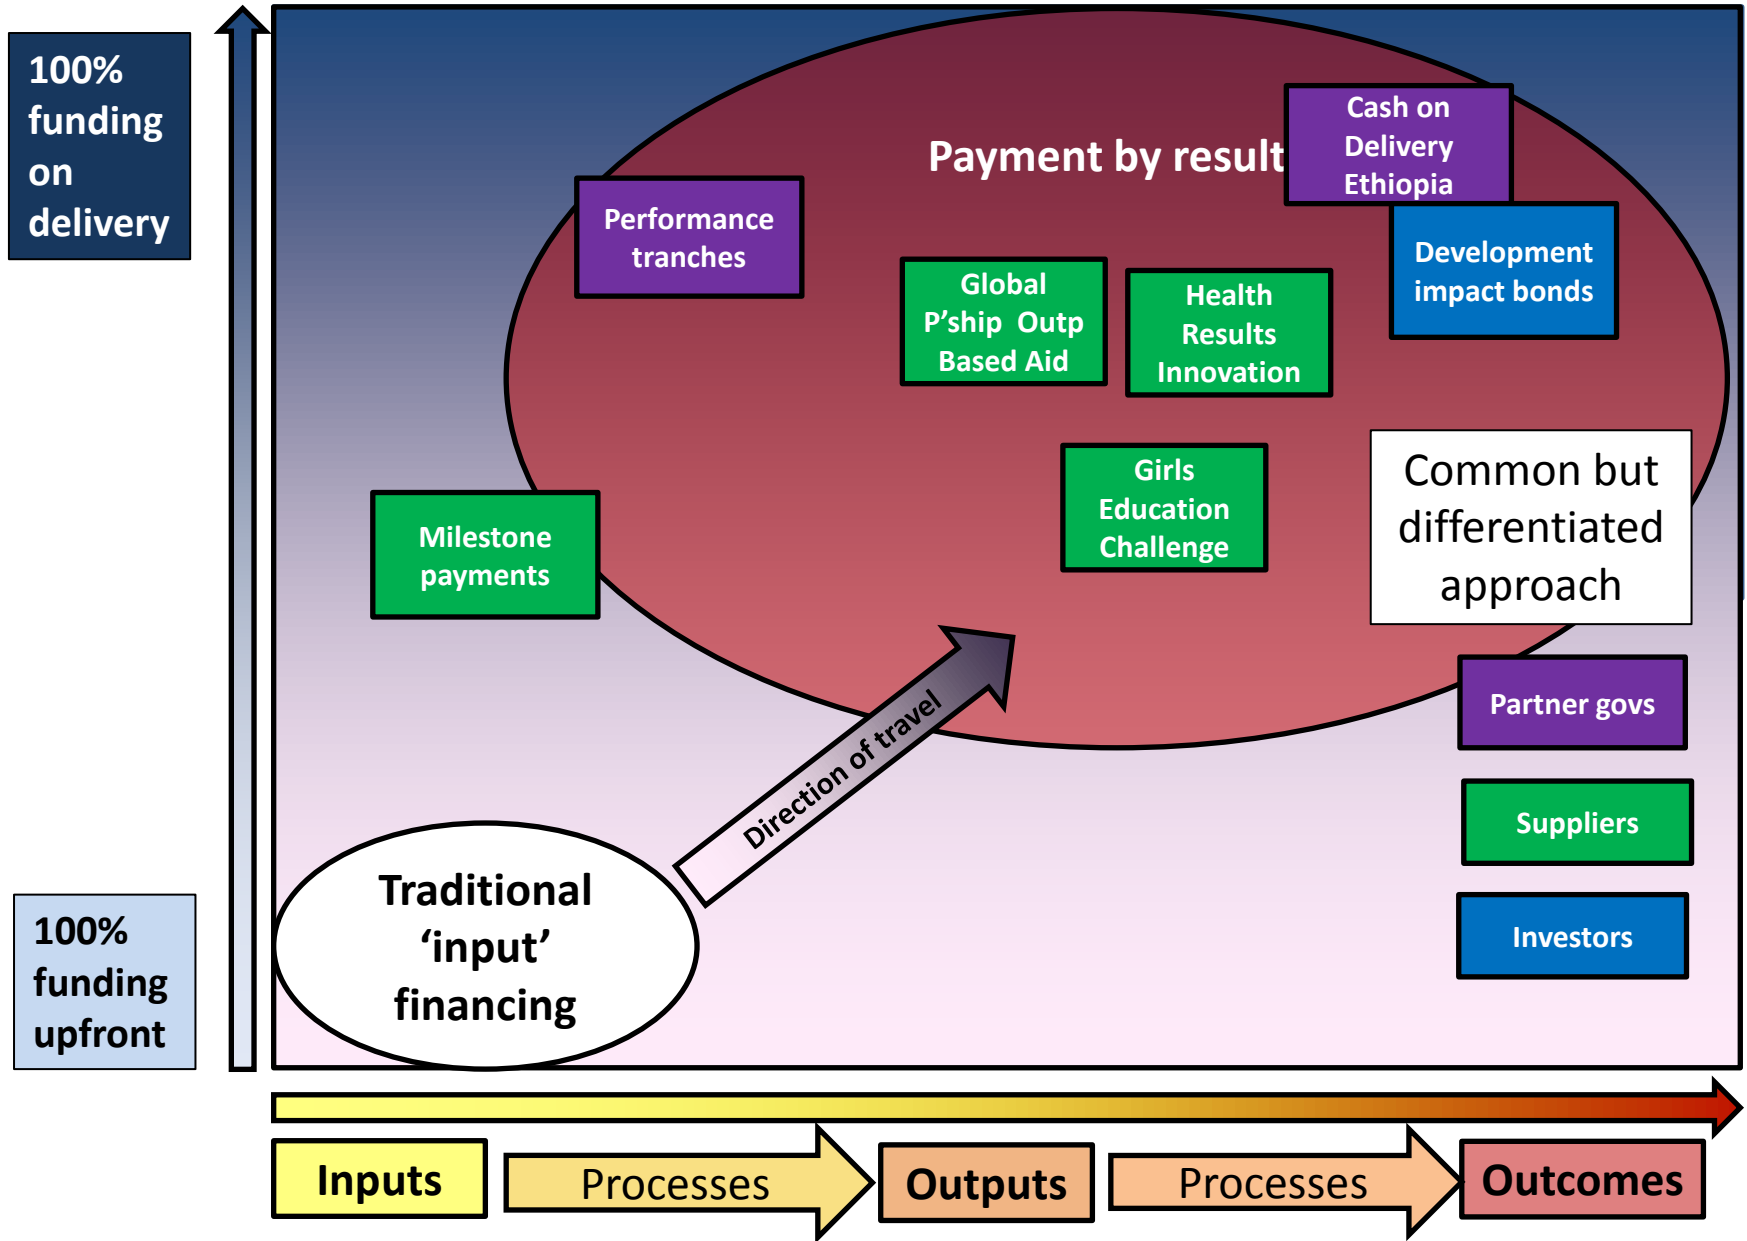 100%
funding
on
delivery
Payment by result
Cash on
Delivery
Ethiopia
Performance
tranches
Development
impact bonds
Global
P'ship Outp
Based Aid
Health
Results
Innovation
Girls
Education
Challenge
Common but
differentiated
approach
Milestone
payments
Direction of travel
Partner govs
Suppliers
Investors
Traditional
‘input’
financing
100%
funding
upfront
Inputs
Processes
Outputs
Processes
Outcomes